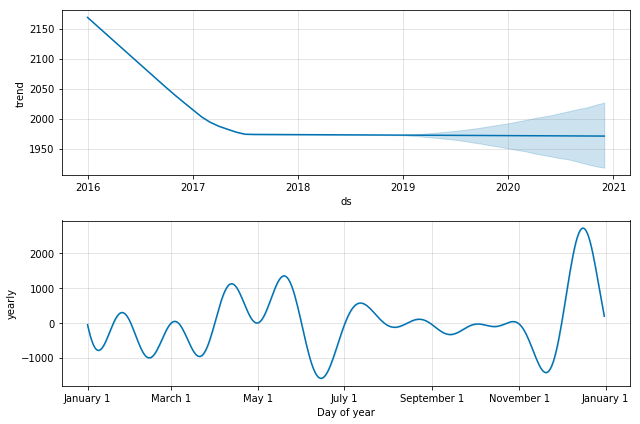 2150
2100
2050
2000
1950
trend
2016 2017 2018 2019 2020 2021
ds
2000
1000
0
−1000
yearly
January 1 March 1 May 1 July 1 September 1 November 1 January 1
Day of year